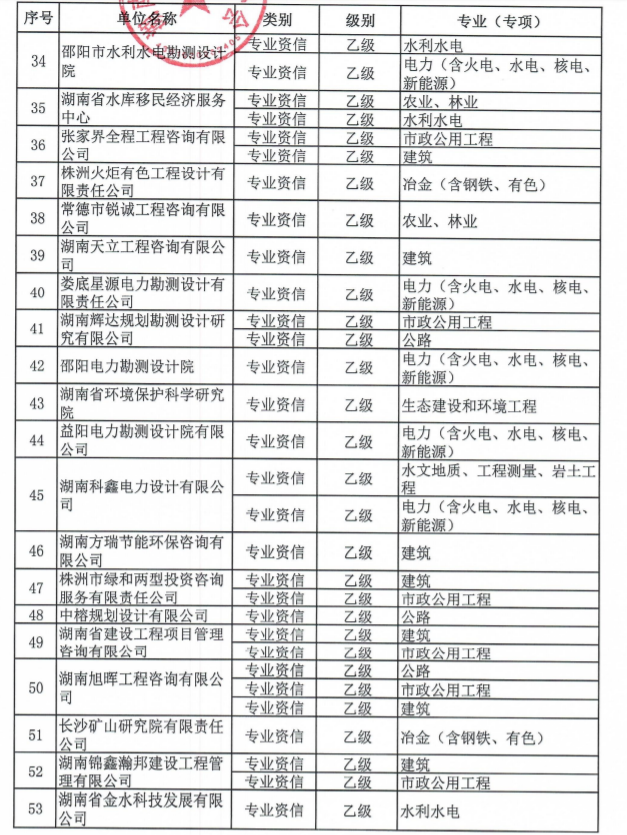 序号 单位名称 类别 级别 专业（专项）
34 邵阳市水利水电勘测设计院 专业资信 乙级 水利水电
专业资信 乙级 电力（含火电、水电、核电、新能源）
35 湖南省水库移民经济服务中心 专业资信 乙级 农业、林业
专业资信 乙级 水利水电
36 张家界全程工程咨询有限公司 专业资信 乙级 市政公用工程
专业资信 乙级 建筑
37 株洲火炬有色工程设计有限责任公司 专业资信 乙级 冶金（含钢铁、有色）
38 常德市锐诚工程咨询有限公司 专业资信 乙级 农业、林业
39 湖南天立工程咨询有限公司 专业资信 乙级 建筑
40 娄底星源电力勘测设计有限责任公司 专业资信 乙级 电力（含火电、水电、核电、新能源）
41 湖南辉达规划勘测设计研究有限公司 专业资信 乙级 市政公用工程
专业资信 乙级 公路
42 邵阳电力勘测设计院 专业资信 乙级 电力（含火电、水电、核电、新能源）
43 湖南省环境保护科学研究院 专业资信 乙级 生态建设和环境工程
44 益阳电力勘测设计院有限公司 专业资信 乙级 电力（含火电、水电、核电、新能源）
45 湖南科鑫电力设计有限公司 专业资信 乙级 水文地质、工程测量、岩土工程
专业资信 乙级 电力（含火电、水电、核电、新能源）
46 湖南方瑞节能环保咨询有限公司 专业资信 乙级 建筑
47 株洲市绿和两型投资咨询服务有限责任公司 专业资信 乙级 建筑
专业资信 乙级 市政公用工程
48 中榕规划设计有限公司 专业资信 乙级 公路
49 湖南省建设工程项目管理咨询有限公司 专业资信 乙级 建筑
专业资信 乙级 市政公用工程
50 湖南旭晖工程咨询有限公司 专业资信 乙级 公路
专业资信 乙级 市政公用工程
专业资信 乙级 建筑
51 长沙矿山研究院有限责任公司 专业资信 乙级 冶金（含钢铁、有色）
52 湖南锦鑫瀚邦建设工程管理有限公司 专业资信 乙级 建筑
专业资信 乙级 市政公用工程
53 湖南省金水科技发展有限公司 专业资信 乙级 水利水电